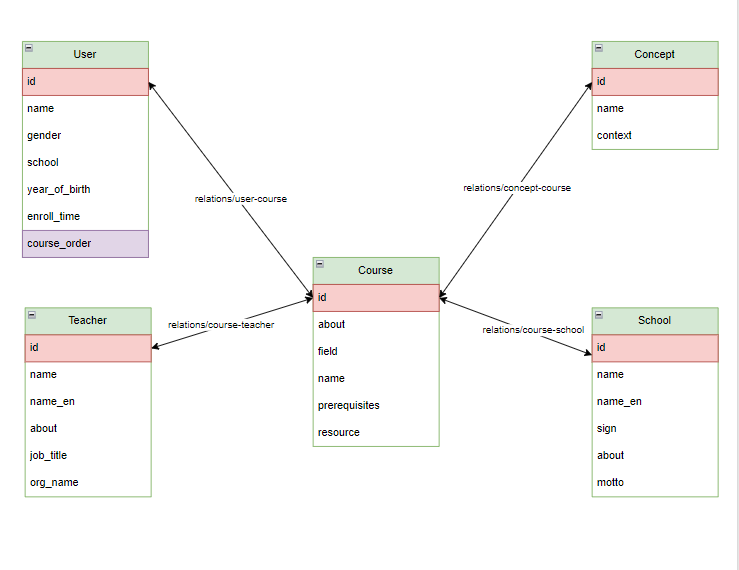 User
id
name
gender
school
year_of_birth
enroll_time
course_order
Concept
id
name
context
relations/user-course
relations/concept-course
Course
id
about
field
name
prerequisites
resource
Teacher
id
name
name_en
about
job_title
org_name
relations/course-teacher
relations/course-school
School
id
name
name_en
sign
about
motto